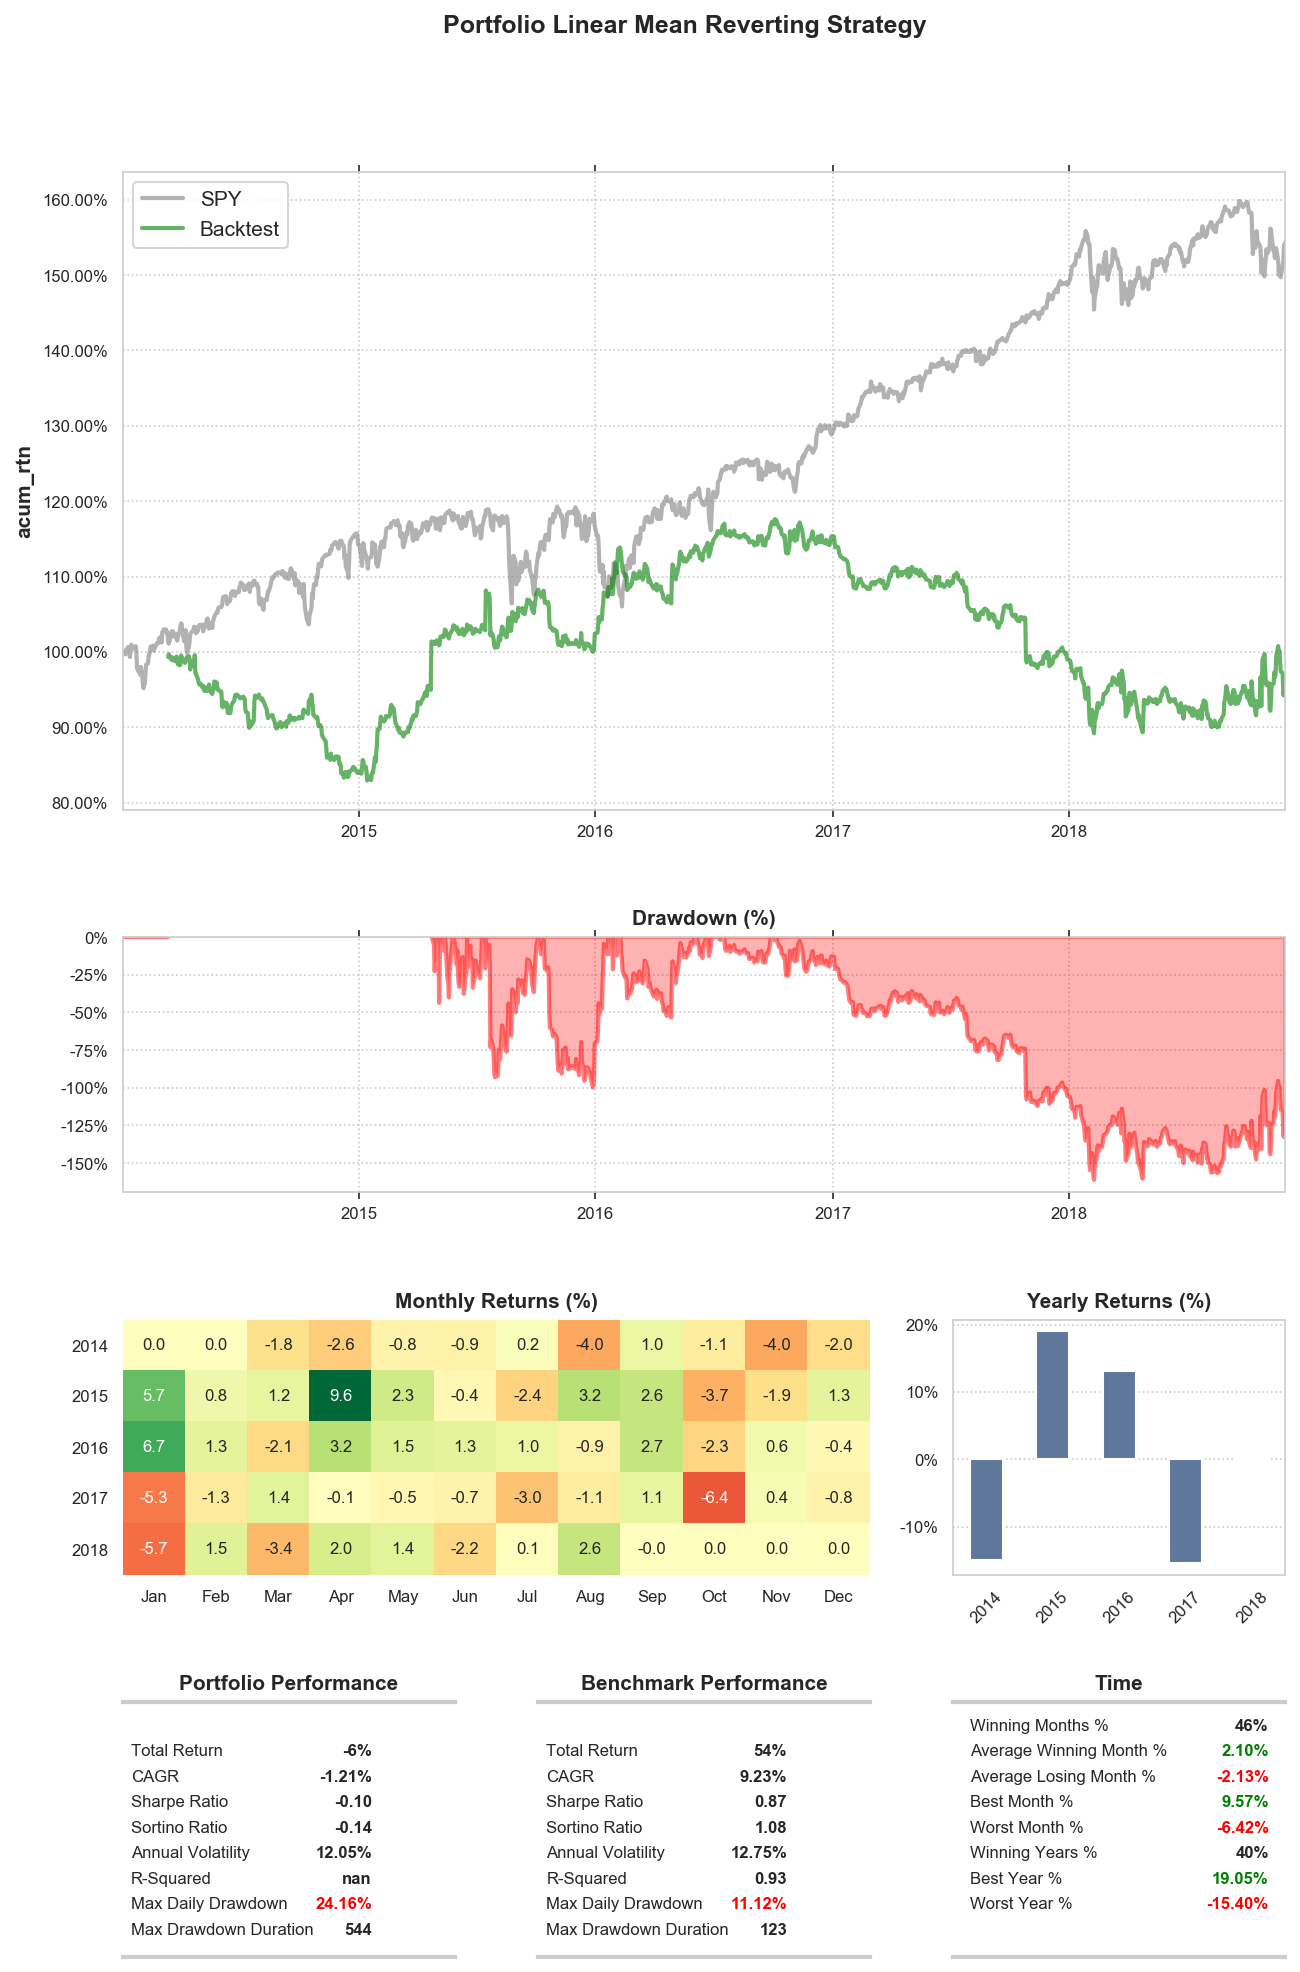 Portfolio Linear Mean Reverting Strategy
SPY
Backtest
acum_rtn
160.00%
150.00%
140.00%
130.00%
120.00%
110.00%
100.00%
90.00%
80.00%
2015 2016 2017 2018
Drawdown (%)
0%
-25%
-50%
-75%
-100%
-125%
-150%
2015 2016 2017 2018
Monthly Returns (%)
2014 0.0 0.0 -1.8 -2.6 -0.8 -0.9 0.2 -4.0 1.0 -1.1 -4.0 -2.0
2015 5.7 0.8 1.2 9.6 2.3 -0.4 -2.4 3.2 2.6 -3.7 -1.9 1.3
2016 6.7 1.3 -2.1 3.2 1.5 1.3 1.0 -0.9 2.7 -2.3 0.6 -0.4
2017 -5.3 -1.3 1.4 -0.1 -0.5 -0.7 -3.0 -1.1 1.1 -6.4 0.4 -0.8
2018 -5.7 1.5 -3.4 2.0 1.4 -2.2 0.1 2.6 -0.0 0.0 0.0 0.0
Jan Feb Mar Apr May Jun Jul Aug Sep Oct Nov Dec
Yearly Returns (%)
20%
10%
0%
-10%
2014 2015 2016 2017 2018
Portfolio Performance
Total Return -6%
CAGR -1.21%
Sharpe Ratio -0.10
Sortino Ratio -0.14
Annual Volatility 12.05%
R-Squared nan
Max Daily Drawdown 24.16%
Max Drawdown Duration 544
Benchmark Performance
Total Return 54%
CAGR 9.23%
Sharpe Ratio 0.87
Sortino Ratio 1.08
Annual Volatility 12.75%
R-Squared 0.93
Max Daily Drawdown 11.12%
Max Drawdown Duration 123
Time
Winning Months % 46%
Average Winning Month % 2.10%
Average Losing Month % -2.13%
Best Month % 9.57%
Worst Month % -6.42%
Winning Years % 40%
Best Year % 19.05%
Worst Year % -15.40%